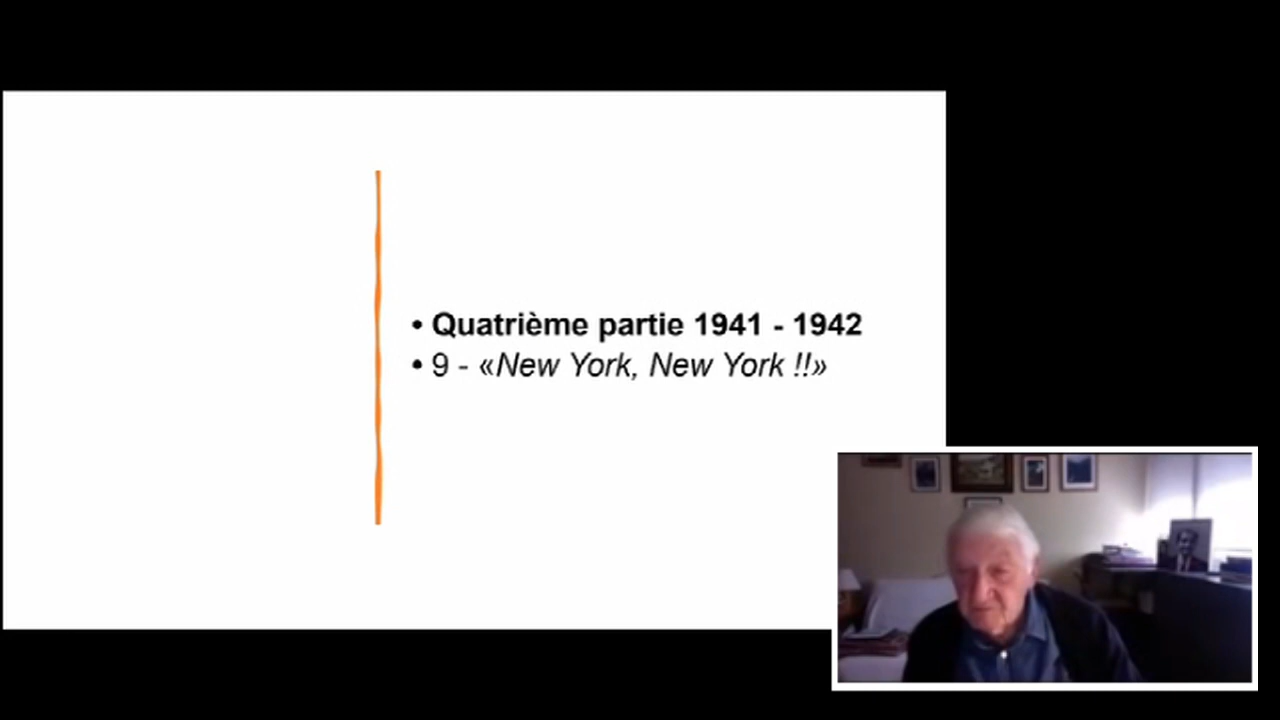 • Quatrième partie 1941 - 1942
• 9 - «New York, New York !!»